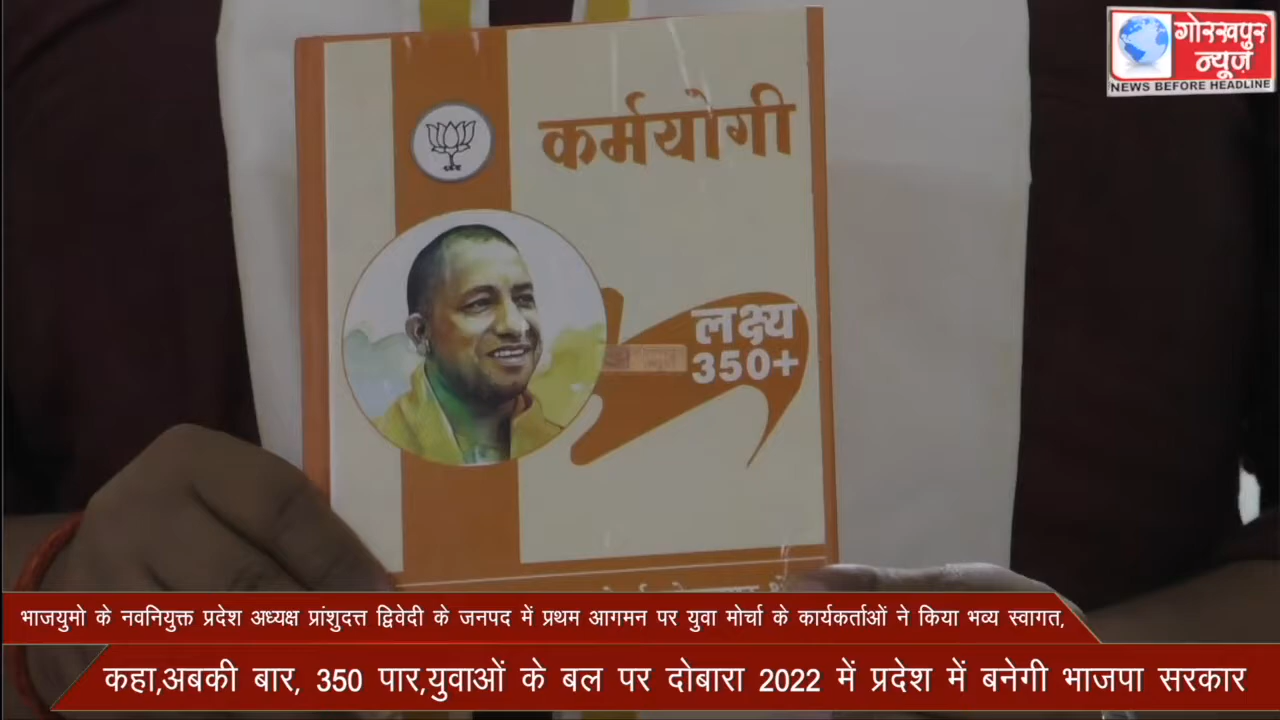 गोरखपुर
न्यूज़
NEWS BEFORE HEADLINE
कर्मयोगी
लक्ष्य
350+
भाजयुमो के नवनियुक्त प्रदेश अध्यक्ष प्रांशुदत्त द्विवेदी के जनपद में प्रथम आगमन पर युवा मोर्चा के कार्यकर्ताओं ने किया भव्य स्वागत,
कहा,अबकी बार, 350 पार,युवाओं के बल पर दोबारा 2022 में प्रदेश में बनेगी भाजपा सरकार